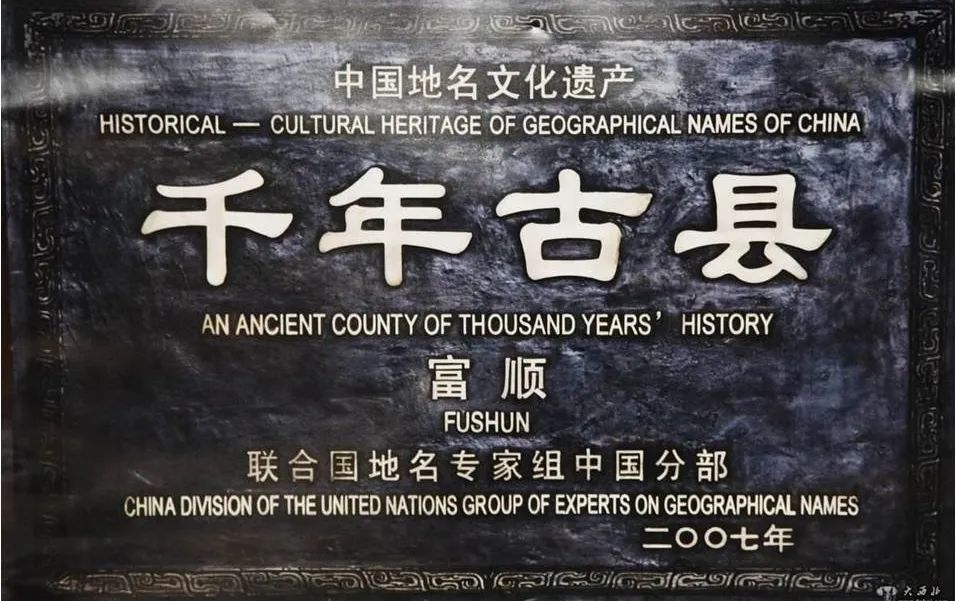 中国地名文化遗产
HISTORICAL — CULTURAL HERITAGE OF GEOGRAPHICAL NAMES OF CHINA
千年古县
AN ANCIENT COUNTY OF THOUSAND YEARS' HISTORY
富顺
FUSHUN
联合国地名专家组中国分部
CHINA DIVISION OF THE UNITED NATIONS GROUP OF EXPERTS ON GEOGRAPHICAL NAMES
二〇〇七年
大西北